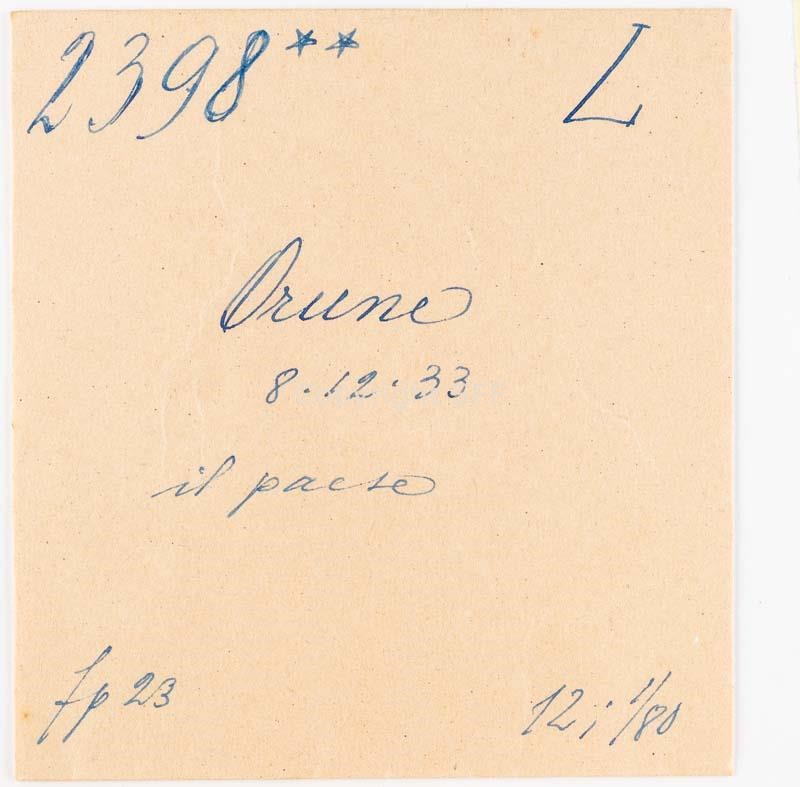 2398** L
Orune
8.12.33
il paese
fp 23 12; 1/80